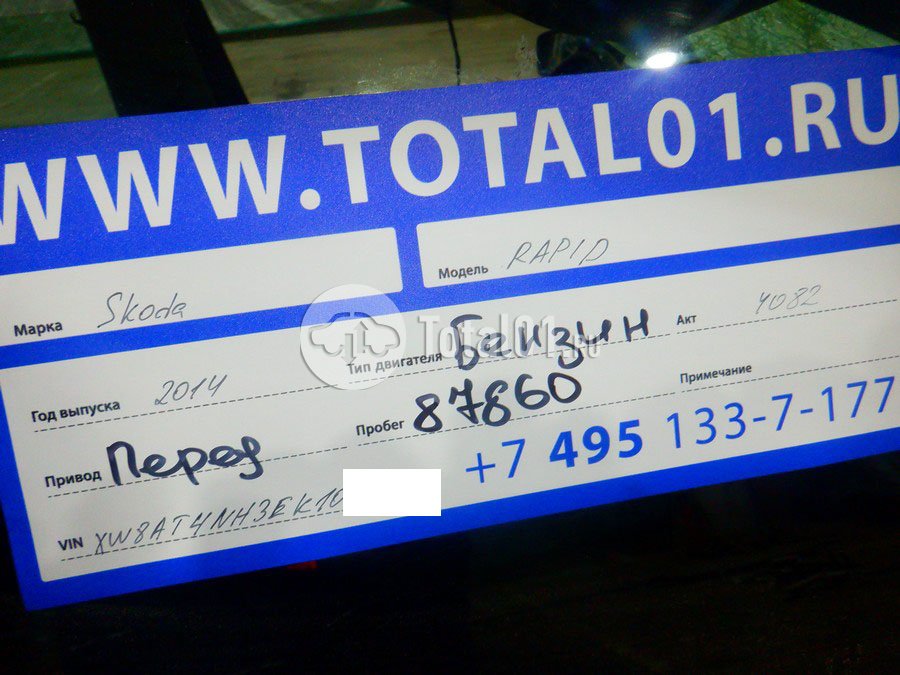 WWW.TOTAL01.RU
Марка Skoda Модель RAPID
Total01.ru
Год выпуска 2014 Тип двигателя Бензин Акт 4082
Привод Перед Пробег 87860 Примечание
+7 495 133-7-177
VIN XW8AT4NH3EK10